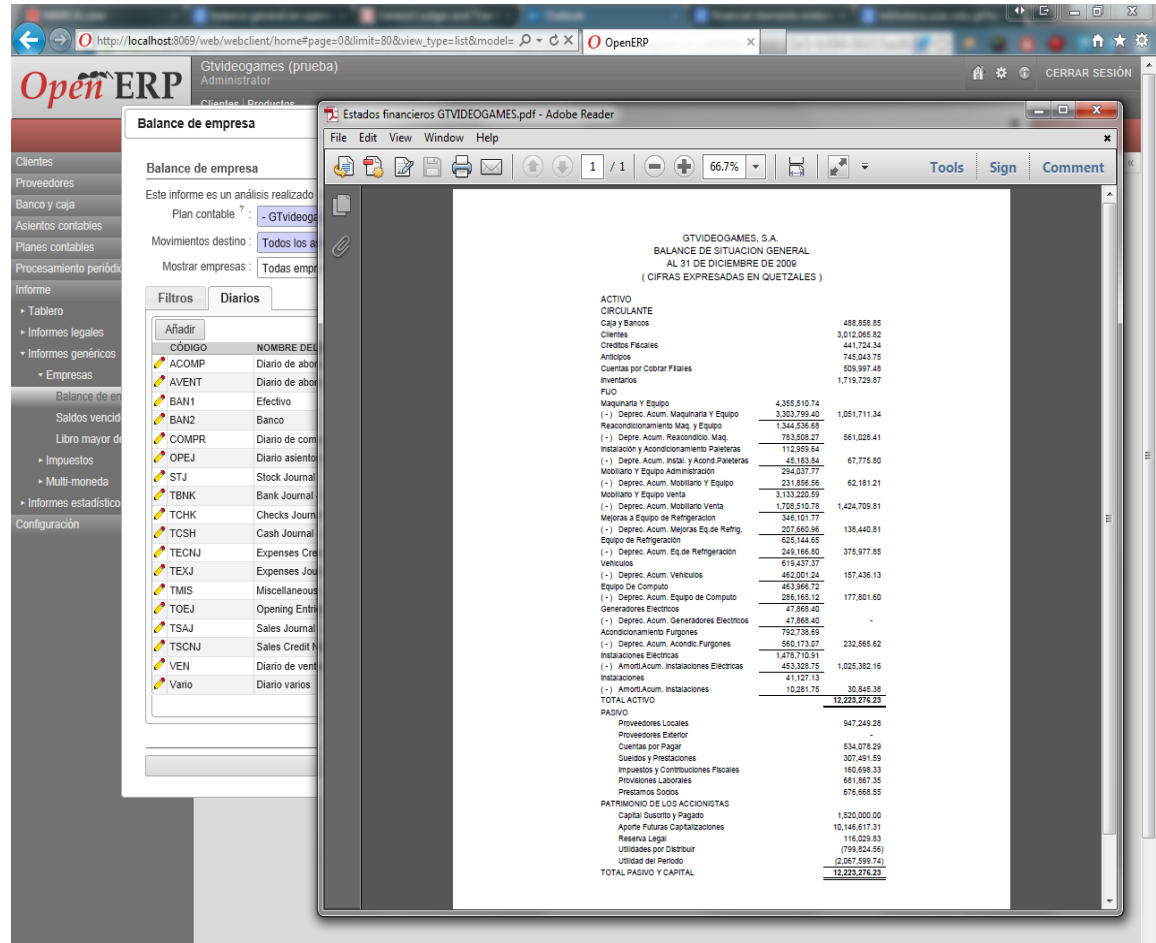 http://localhost:8069/web/webclient/home#page=0&limit=80&view_type=list&model=
OpenERP
OpenERP
Gtvideogames (prueba)
Administrator
Clientes | Productos
CERRAR SESIÓN
Clientes
Proveedores
Banco y caja
Asientos contables
Planes contables
Procesamiento periódic
Informe
Tablero
Informes legales
Informes genéricos
Empresas
Balance de em
Saldos vencid
Libro mayor de
Impuestos
Multi-moneda
Informes estadístico
Configuración
Balance de empresa
Balance de empresa
Este informe es un análisis realizado
Plan contable ? : - GTvideoga
Movimientos destino : Todos los as
Mostrar empresas : Todas empr
Filtros Diarios
Añadir
CÓDIGO NOMBRE DEL
ACOMP Diario de abor
AVENT Diario de abor
BAN1 Efectivo
BAN2 Banco
COMPR Diario de com
OPEJ Diario asientos
STJ Stock Journal
TBNK Bank Journal
TCHK Checks Journ
TCSH Cash Journal
TECNJ Expenses Cre
TEXJ Expenses Jou
TMIS Miscellaneous
TOEJ Opening Entri
TSAJ Sales Journal
TSCNJ Sales Credit N
VEN Diario de vent
Vario Diario varios
Estados financieros GTVIDEOGAMES.pdf - Adobe Reader
File Edit View Window Help
1 / 1 66.7% Tools Sign Comment
GTVIDEOGAMES, S.A.
BALANCE DE SITUACION GENERAL
AL 31 DE DICIEMBRE DE 2009
( CIFRAS EXPRESADAS EN QUETZALES )
ACTIVO
CIRCULANTE
Caja y Bancos 488,858.85
Clientes 3,012,065.82
Creditos Fiscales 441,724.34
Anticipos 745,043.75
Cuentas por Cobrar Filiales 509,997.48
Inventarios 1,719,729.87
FIJO
Maquinaria Y Equipo 4,355,510.74
( - ) Deprec. Acum. Maquinaria Y Equipo 3,303,799.40 1,051,711.34
Reacondicionamiento Maq. y Equipo 1,344,536.68
( - ) Depre. Acum. Reacondicio. Maq. 783,508.27 561,028.41
Instalación y Acondicionamiento Paleteras 112,959.64
( - ) Depre. Acum. Instal. y Acond.Paleteras 45,183.84 67,775.80
Mobiliario Y Equipo Administración 294,037.77
( - ) Deprec. Acum. Mobiliario Y Equipo 231,856.56 62,181.21
Mobiliario Y Equipo Venta 3,133,220.59
( - ) Deprec. Acum. Mobiliario Venta 1,708,510.78 1,424,709.81
Mejoras a Equipo de Refrigeracion 346,101.77
( - ) Deprec. Acum. Mejoras Eq.de Refrig. 207,660.96 138,440.81
Equipo de Refrigeración 625,144.65
( - ) Deprec. Acum. Eq.de Refrigeración 249,166.80 375,977.85
Vehiculos 619,437.37
( - ) Deprec. Acum. Vehiculos 462,001.24 157,436.13
Equipo De Computo 463,966.72
( - ) Deprec. Acum. Equipo de Computo 286,165.12 177,801.60
Generadores Electricos 47,868.40
( - ) Deprec. Acum. Generadores Electricos 47,868.40 -
Acondicionamiento Furgones 792,738.69
( - ) Deprec. Acum. Acondic.Furgones 560,173.07 232,565.62
Instalaciones Eléctricas 1,478,710.91
( - ) Amorti.Acum. Instalaciones Eléctricas 453,328.75 1,025,382.16
Instalaciones 41,127.13
( - ) Amorti.Acum. Instalaciones 10,281.75 30,845.38
TOTAL ACTIVO 12,223,276.23
PASIVO
Proveedores Locales 947,249.28
Proveedores Exterior -
Cuentas por Pagar 534,078.29
Sueldos y Prestaciones 307,491.59
Impuestos y Contribuciones Fiscales 160,698.33
Provisiones Laborales 681,867.35
Prestamos Socios 676,668.55
PATRIMONIO DE LOS ACCIONISTAS
Capital Suscrito y Pagado 1,520,000.00
Aporte Futuras Capitalizaciones 10,146,617.31
Reserva Legal 116,029.83
Utilidades por Distribuir (799,824.56)
Utilidad del Periodo (2,067,599.74)
TOTAL PASIVO Y CAPITAL 12,223,276.23